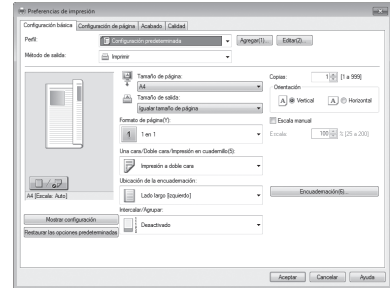 Preferencias de impresión
Configuración básica Configuración de página Acabado Calidad
Perfil: Configuración predeterminada Agregar(1)... Editar(2)...
Método de salida: Imprimir
Tamaño de página: Copias: 1 [1 a 999]
A4 Orientación
Tamaño de salida: A Vertical A Horizontal
Igualar tamaño de página
Formato de página(Y): Escala manual
1 1 en 1 Escala: 100 % [25 a 200]
Una cara/Doble cara/Impresión en cuadernillo(5):
Impresión a doble cara
Ubicación de la encuadernación:
Lado largo [izquierdo] Encuadernación(6)...
A4 [Escala: Auto]
Intercalar/Agrupar:
Mostrar configuración Desactivado
Restaurar las opciones predeterminadas
Aceptar Cancelar Ayuda